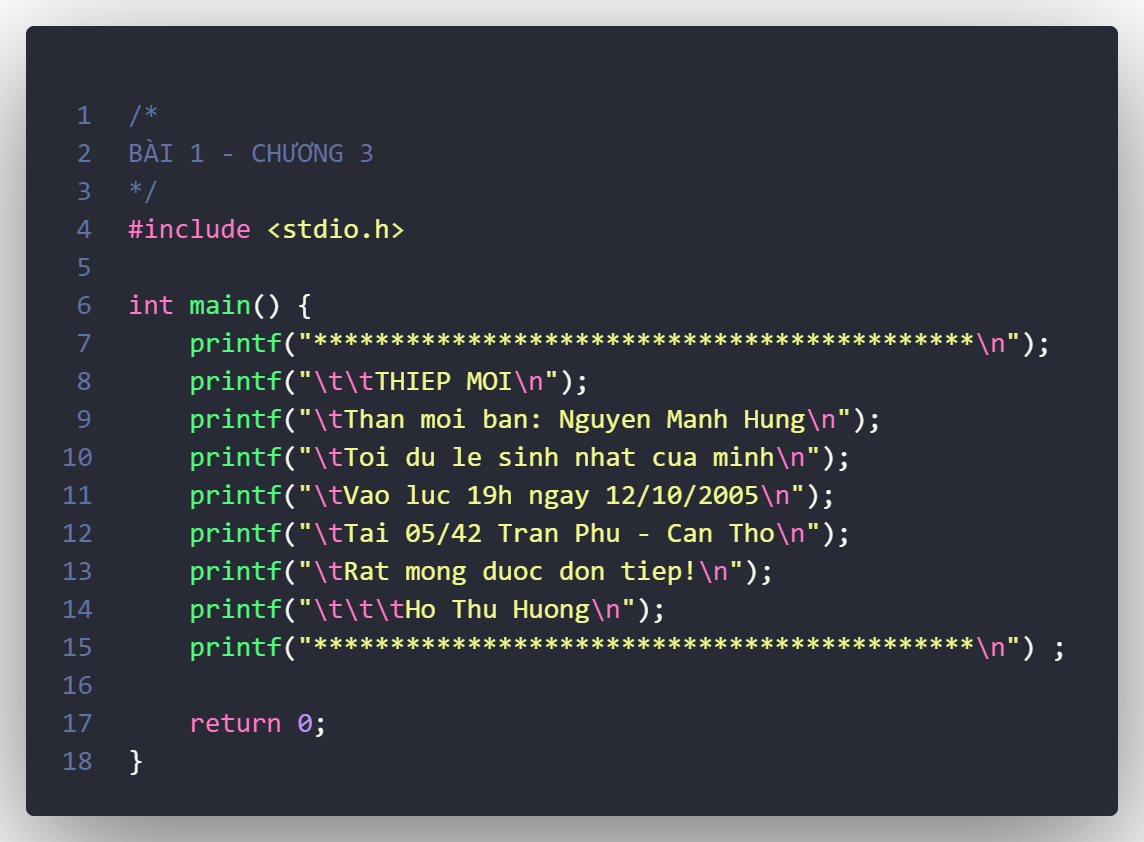 1 /*
2 BÀI 1 - CHƯƠNG 3
3 */
4 #include <stdio.h>
5
6 int main() {
7     printf("*******************************************\n");
8     printf("\t\tTHIEP MOI\n");
9     printf("\tThan moi ban: Nguyen Manh Hung\n");
10     printf("\tToi du le sinh nhat cua minh\n");
11     printf("\tVao luc 19h ngay 12/10/2005\n");
12     printf("\tTai 05/42 Tran Phu - Can Tho\n");
13     printf("\tRat mong duoc don tiep!\n");
14     printf("\t\t\tHo Thu Huong\n");
15     printf("*******************************************\n") ;
16
17     return 0;
18 }